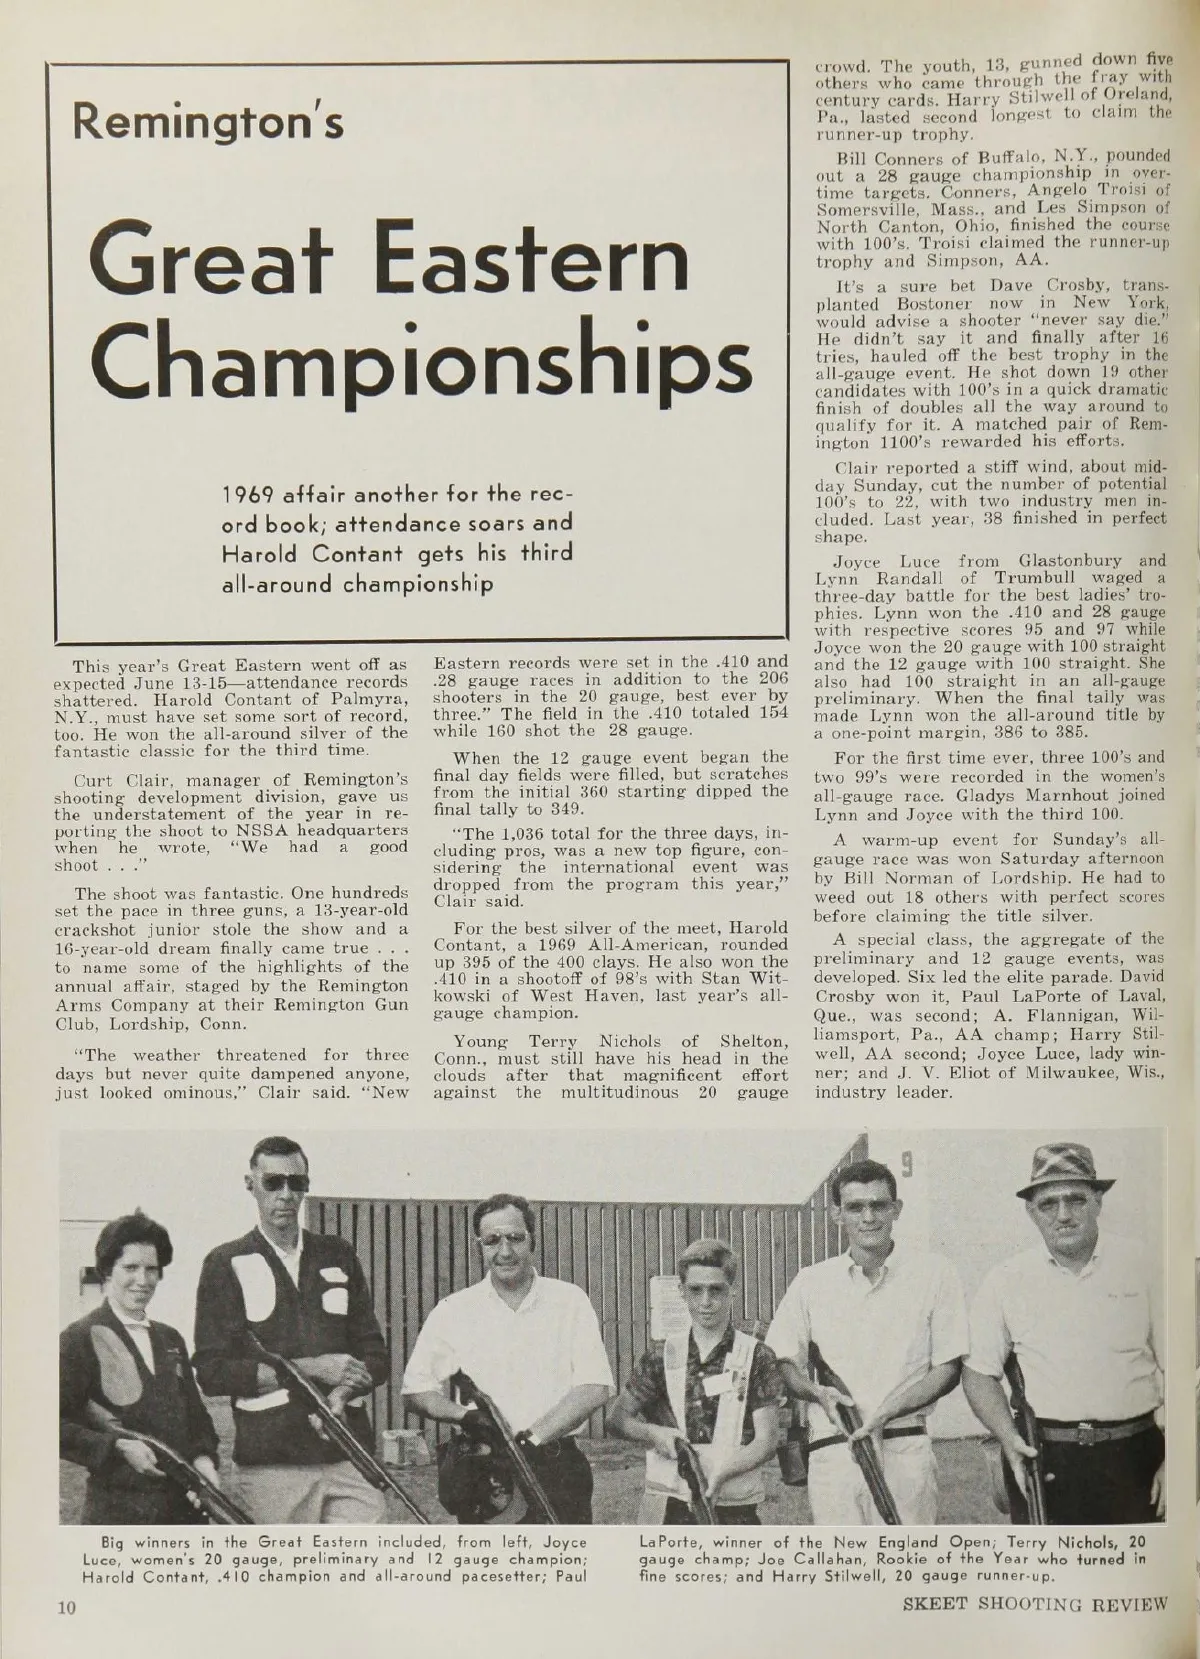 Remington's
Great Eastern
Championships
1969 affair another for the rec-
ord book; attendance soars and
Harold Contant gets his third
all-around championship
This year's Great Eastern went off as
expected June 13-15—attendance records
shattered. Harold Contant of Palmyra,
N.Y., must have set some sort of record,
too. He won the all-around silver of the
fantastic classic for the third time.
Curt Clair, manager of Remington's
shooting development division, gave us
the understatement of the year in re-
porting the shoot to NSSA headquarters
when he wrote, "We had a good
shoot . . ."
The shoot was fantastic. One hundreds
set the pace in three guns, a 13-year-old
crackshot junior stole the show and a
16-year-old dream finally came true . . .
to name some of the highlights of the
annual affair, staged by the Remington
Arms Company at their Remington Gun
Club, Lordship, Conn.
"The weather threatened for three
days but never quite dampened anyone,
just looked ominous," Clair said. "New
Eastern records were set in the .410 and
.28 gauge races in addition to the 206
shooters in the 20 gauge, best ever by
three." The field in the .410 totaled 154
while 160 shot the 28 gauge.
When the 12 gauge event began the
final day fields were filled, but scratches
from the initial 360 starting dipped the
final tally to 349.
"The 1,036 total for the three days, in-
cluding pros, was a new top figure, con-
sidering the international event was
dropped from the program this year,"
Clair said.
For the best silver of the meet, Harold
Contant, a 1969 All-American, rounded
up 395 of the 400 clays. He also won the
.410 in a shootoff of 98's with Stan Wit-
kowski of West Haven, last year's all-
gauge champion.
Young Terry Nichols of Shelton,
Conn., must still have his head in the
clouds after that magnificent effort
against the multitudinous 20 gauge
crowd. The youth, 13, gunned down five
others who came through the fray with
century cards. Harry Stilwell of Oreland,
Pa., lasted second longest to claim the
runner-up trophy.
Bill Conners of Buffalo, N.Y., pounded
out a 28 gauge championship in over-
time targets. Conners, Angelo Troisi of
Somersville, Mass., and Les Simpson of
North Canton, Ohio, finished the course
with 100's. Troisi claimed the runner-up
trophy and Simpson, AA.
It's a sure bet Dave Crosby, trans-
planted Bostoner now in New York,
would advise a shooter "never say die."
He didn't say it and finally after 16
tries, hauled off the best trophy in the
all-gauge event. He shot down 19 other
candidates with 100's in a quick dramatic
finish of doubles all the way around to
qualify for it. A matched pair of Rem-
ington 1100's rewarded his efforts.
Clair reported a stiff wind, about mid-
day Sunday, cut the number of potential
100's to 22, with two industry men in-
cluded. Last year, 38 finished in perfect
shape.
Joyce Luce from Glastonbury and
Lynn Randall of Trumbull waged a
three-day battle for the best ladies' tro-
phies. Lynn won the .410 and 28 gauge
with respective scores 95 and 97 while
Joyce won the 20 gauge with 100 straight
and the 12 gauge with 100 straight. She
also had 100 straight in an all-gauge
preliminary. When the final tally was
made Lynn won the all-around title by
a one-point margin, 386 to 385.
For the first time ever, three 100's and
two 99's were recorded in the women's
all-gauge race. Gladys Marnhout joined
Lynn and Joyce with the third 100.
A warm-up event for Sunday's all-
gauge race was won Saturday afternoon
by Bill Norman of Lordship. He had to
weed out 18 others with perfect scores
before claiming the title silver.
A special class, the aggregate of the
preliminary and 12 gauge events, was
developed. Six led the elite parade. David
Crosby won it, Paul LaPorte of Laval,
Que., was second; A. Flannigan, Wil-
liamsport, Pa., AA champ; Harry Stil-
well, AA second; Joyce Luce, lady win-
ner; and J. V. Eliot of Milwaukee, Wis.,
industry leader.
9
Big winners in the Great Eastern included, from left, Joyce
Luce, women's 20 gauge, preliminary and 12 gauge champion;
Harold Contant, .410 champion and all-around pacesetter; Paul
LaPorte, winner of the New England Open; Terry Nichols, 20
gauge champ; Joe Callahan, Rookie of the Year who turned in
fine scores; and Harry Stilwell, 20 gauge runner-up.
10
SKEET SHOOTING REVIEW